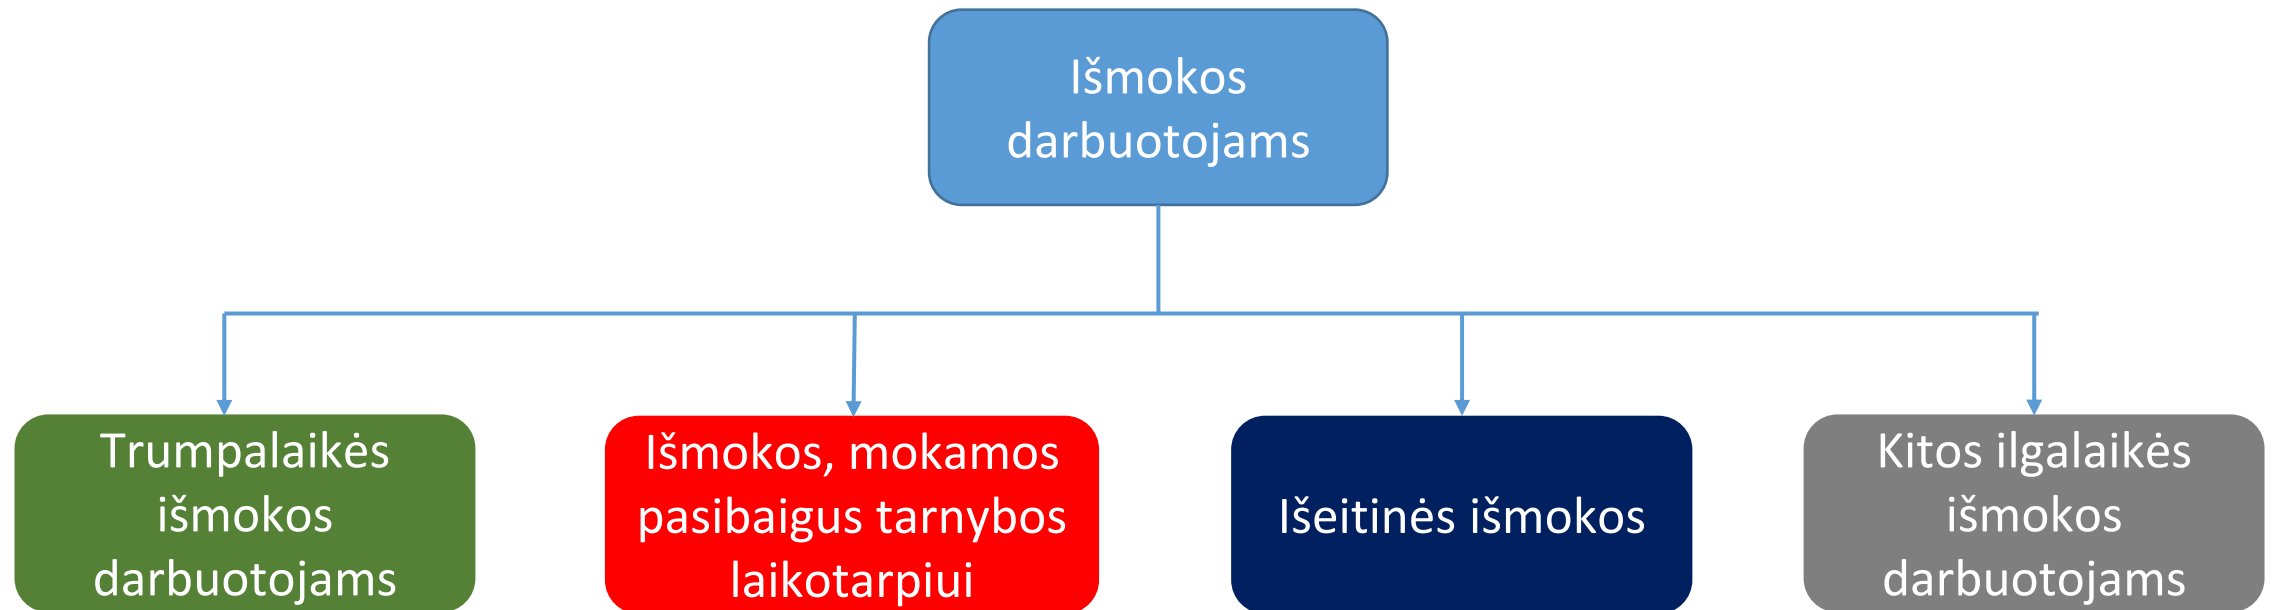 Išmokos
darbuotojams
Trumpalaikės
išmokos
darbuotojams
Išmokos, mokamos
pasibaigus tarnybos
laikotarpiui
Išeitinės išmokos
Kitos ilgalaikės
išmokos
darbuotojams